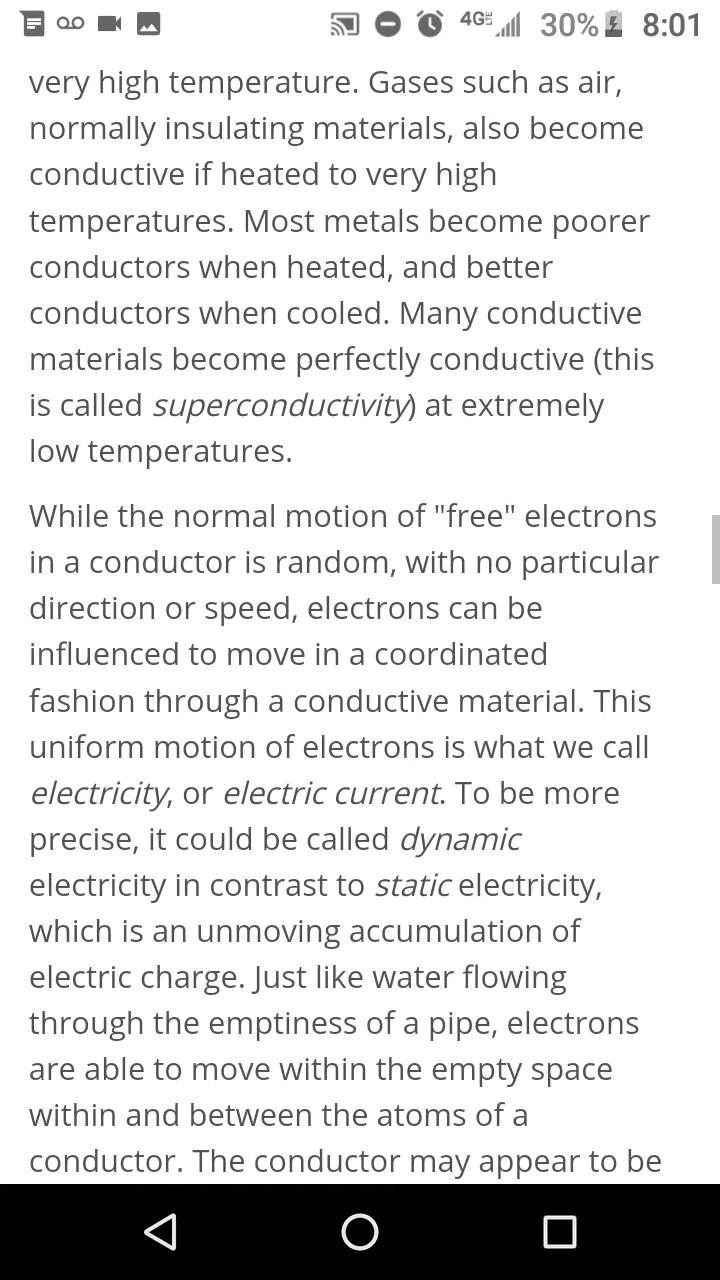 4G LTE 30% 8:01
very high temperature. Gases such as air,
normally insulating materials, also become
conductive if heated to very high
temperatures. Most metals become poorer
conductors when heated, and better
conductors when cooled. Many conductive
materials become perfectly conductive (this
is called superconductivity) at extremely
low temperatures.
While the normal motion of "free" electrons
in a conductor is random, with no particular
direction or speed, electrons can be
influenced to move in a coordinated
fashion through a conductive material. This
uniform motion of electrons is what we call
electricity, or electric current. To be more
precise, it could be called dynamic
electricity in contrast to static electricity,
which is an unmoving accumulation of
electric charge. Just like water flowing
through the emptiness of a pipe, electrons
are able to move within the empty space
within and between the atoms of a
conductor. The conductor may appear to be